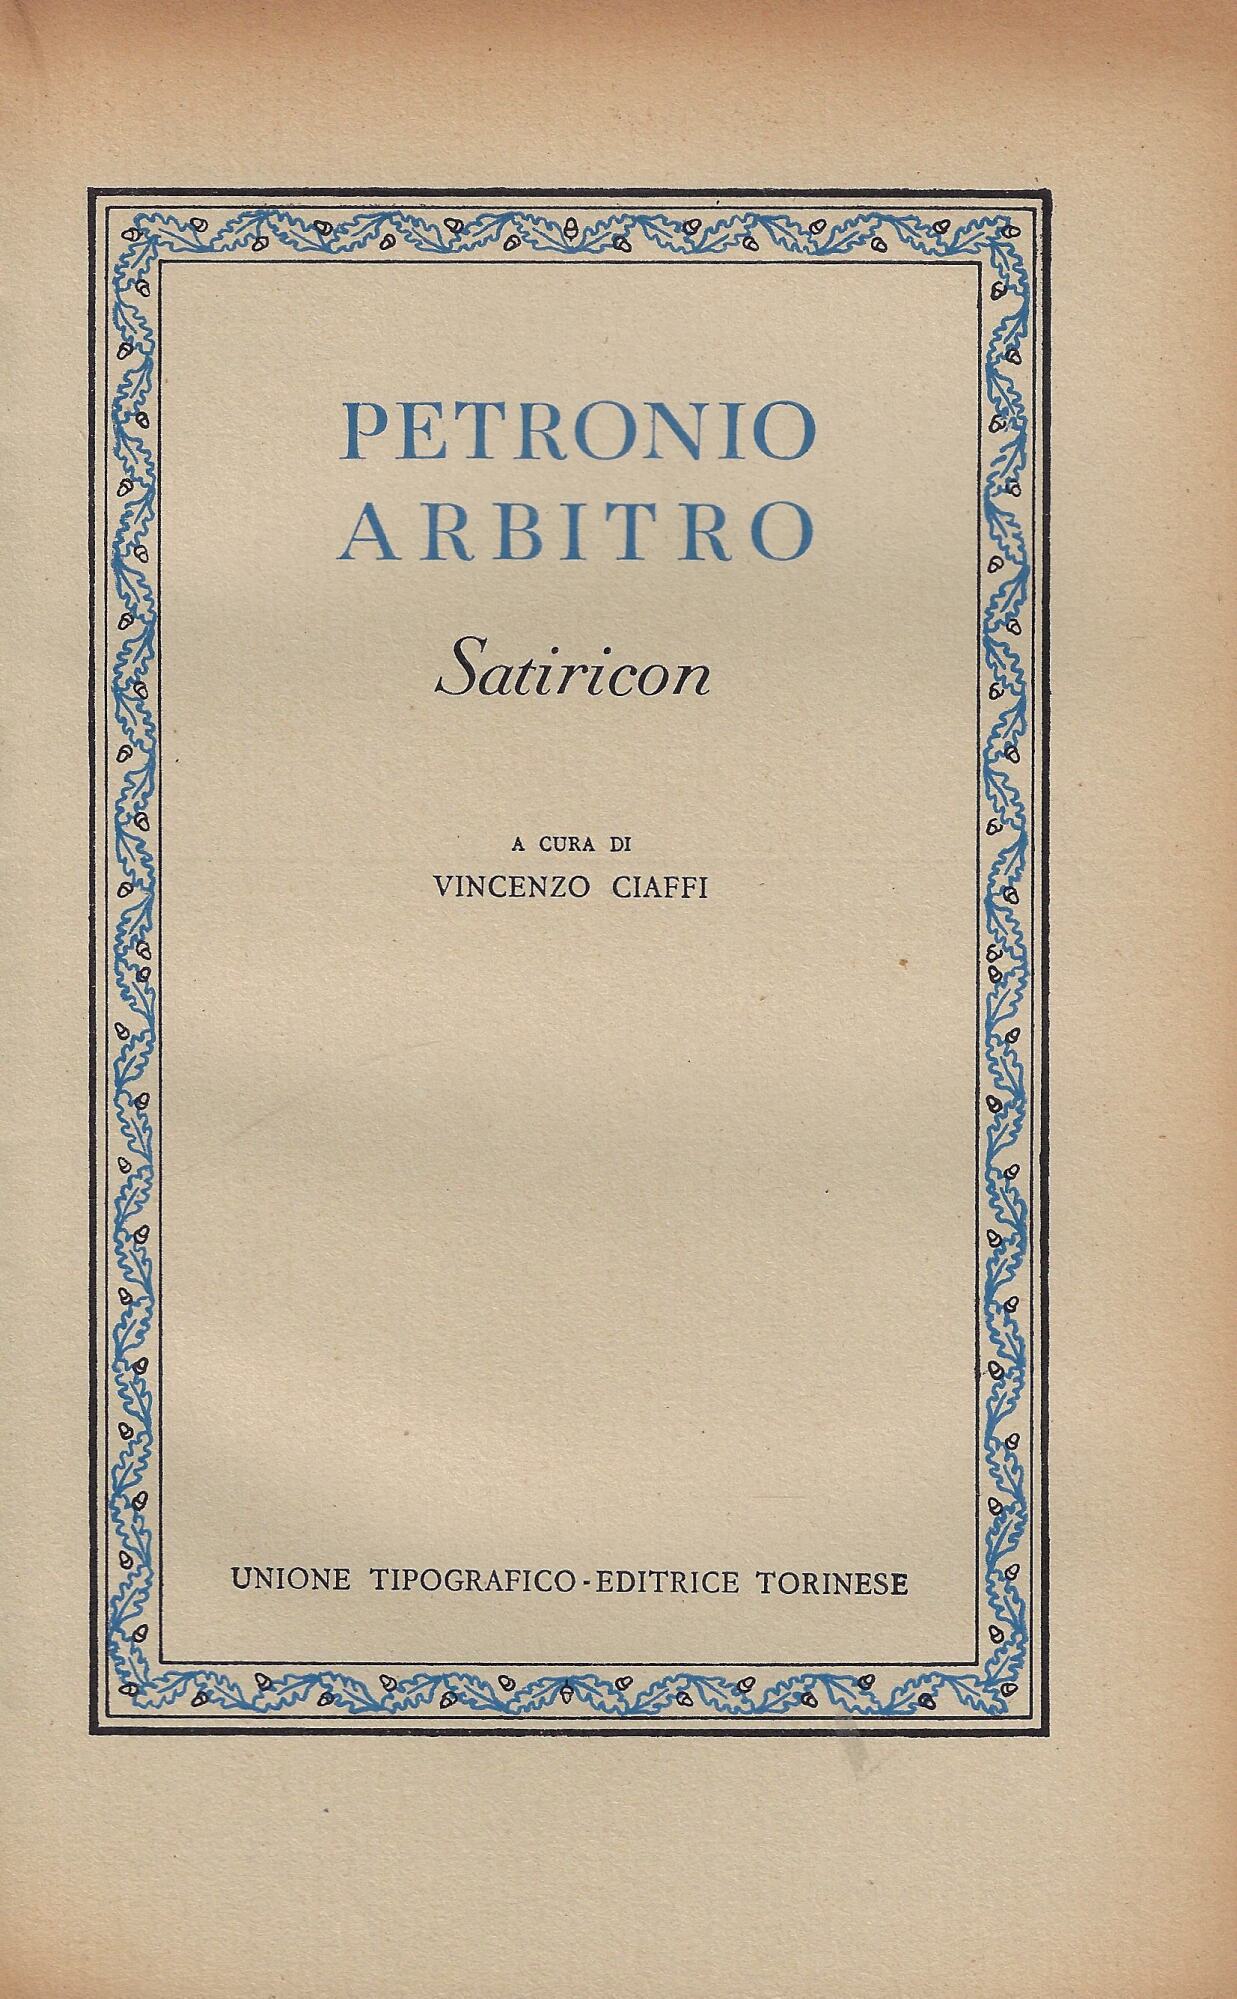 PETRONIO
ARBITRO
Satiricon
A CURA DI
VINCENZO CIAFFI
UNIONE TIPOGRAFICO-EDITRICE TORINESE